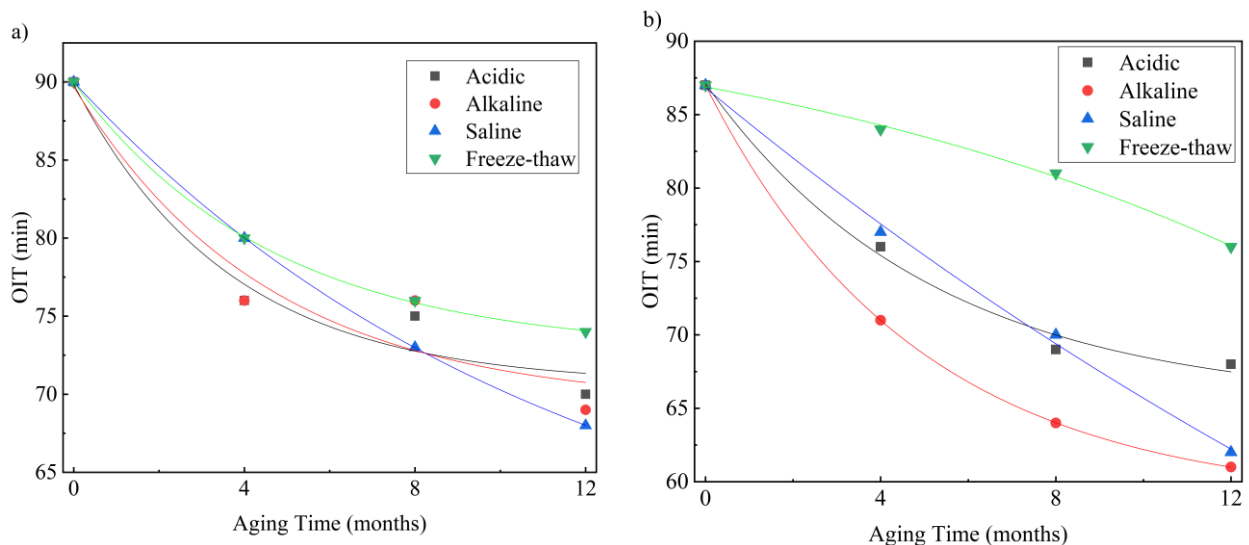 a)
90
85
80
75
70
65
OIT (min)
0 4 8 12
Aging Time (months)
Acidic
Alkaline
Saline
Freeze-thaw
b)
90
85
80
75
70
65
60
OIT (min)
0 4 8 12
Aging Time (months)
Acidic
Alkaline
Saline
Freeze-thaw